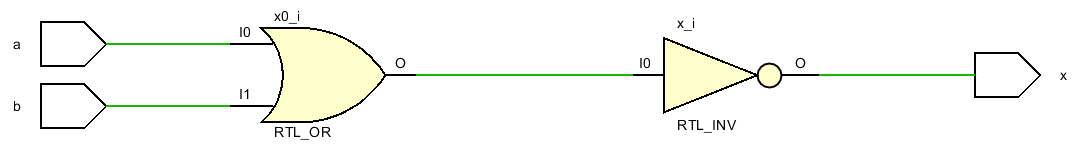 x0_i
x_i
a
I0
O
I0
O
x
b
I1
RTL_OR
RTL_INV